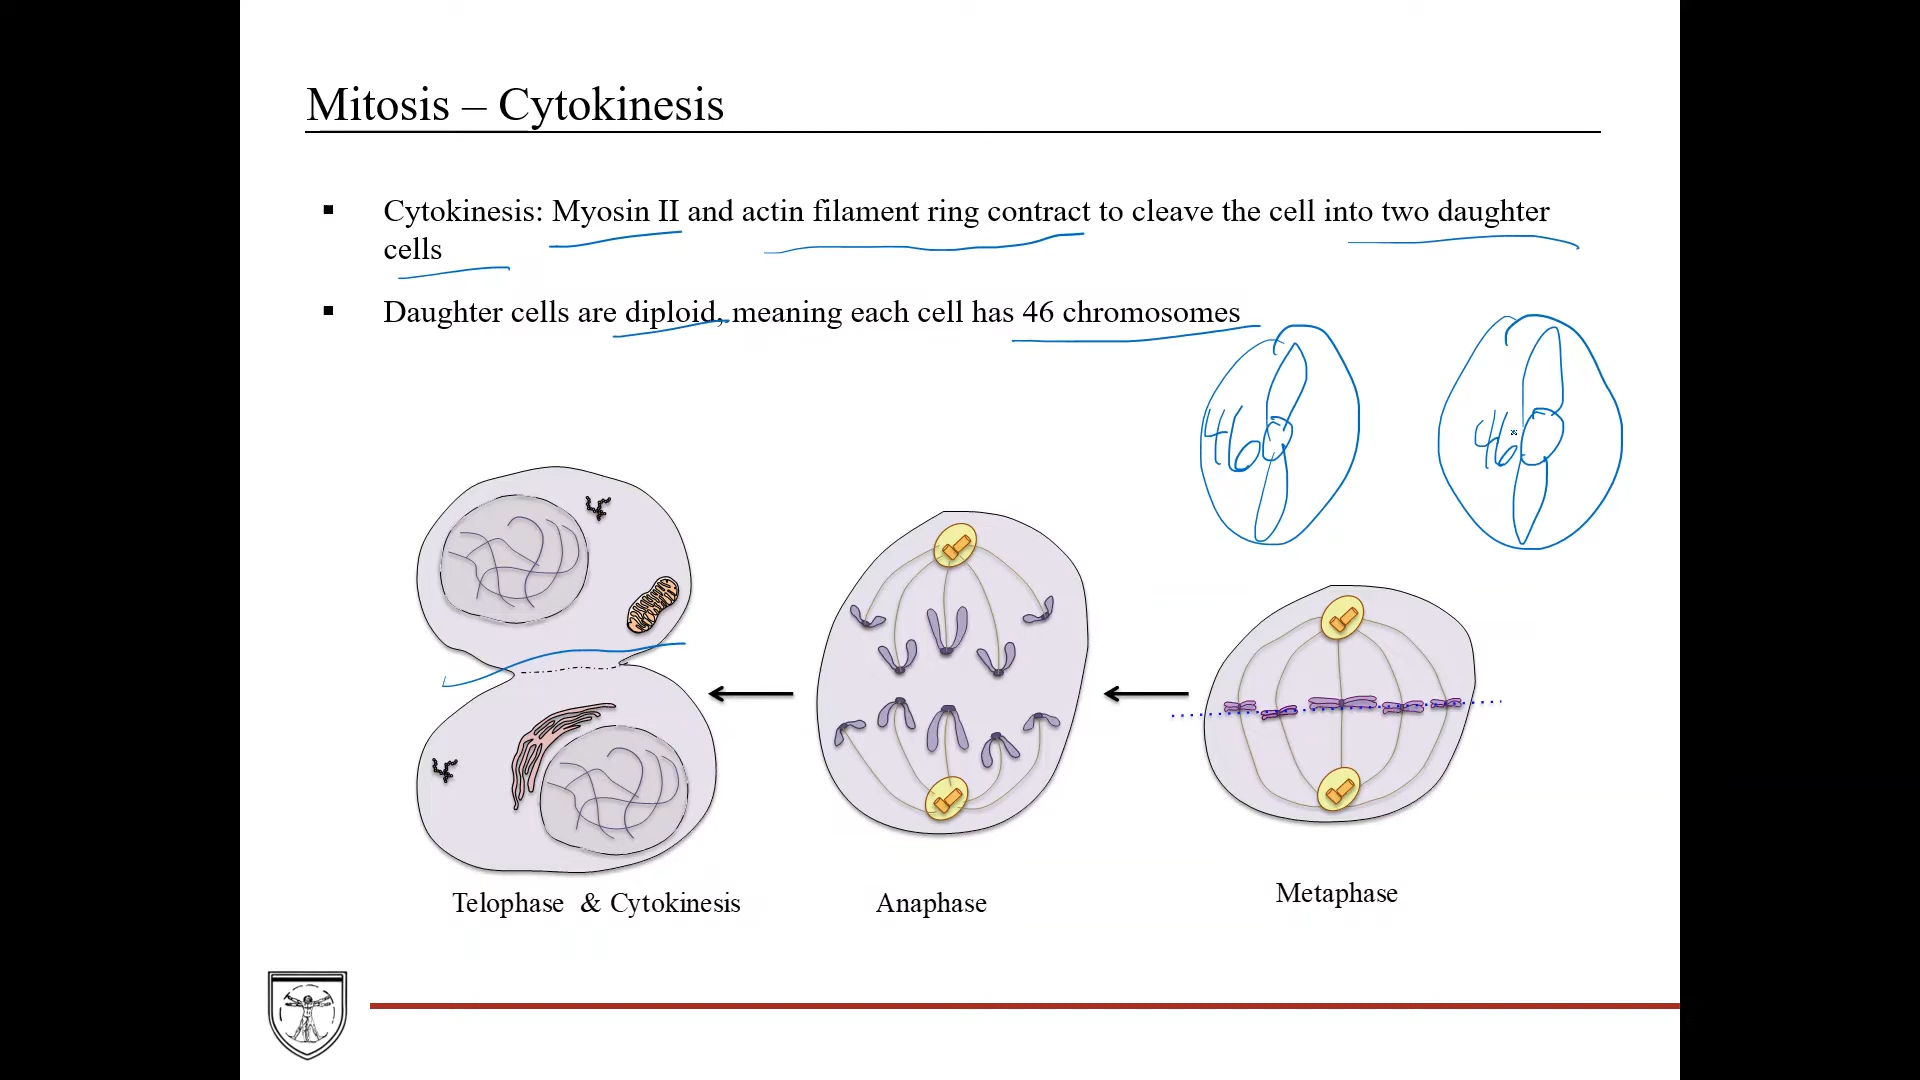 Mitosis – Cytokinesis
▪ Cytokinesis: Myosin II and actin filament ring contract to cleave the cell into two daughter
cells
▪ Daughter cells are diploid, meaning each cell has 46 chromosomes
46
46
Telophase & Cytokinesis
Anaphase
Metaphase